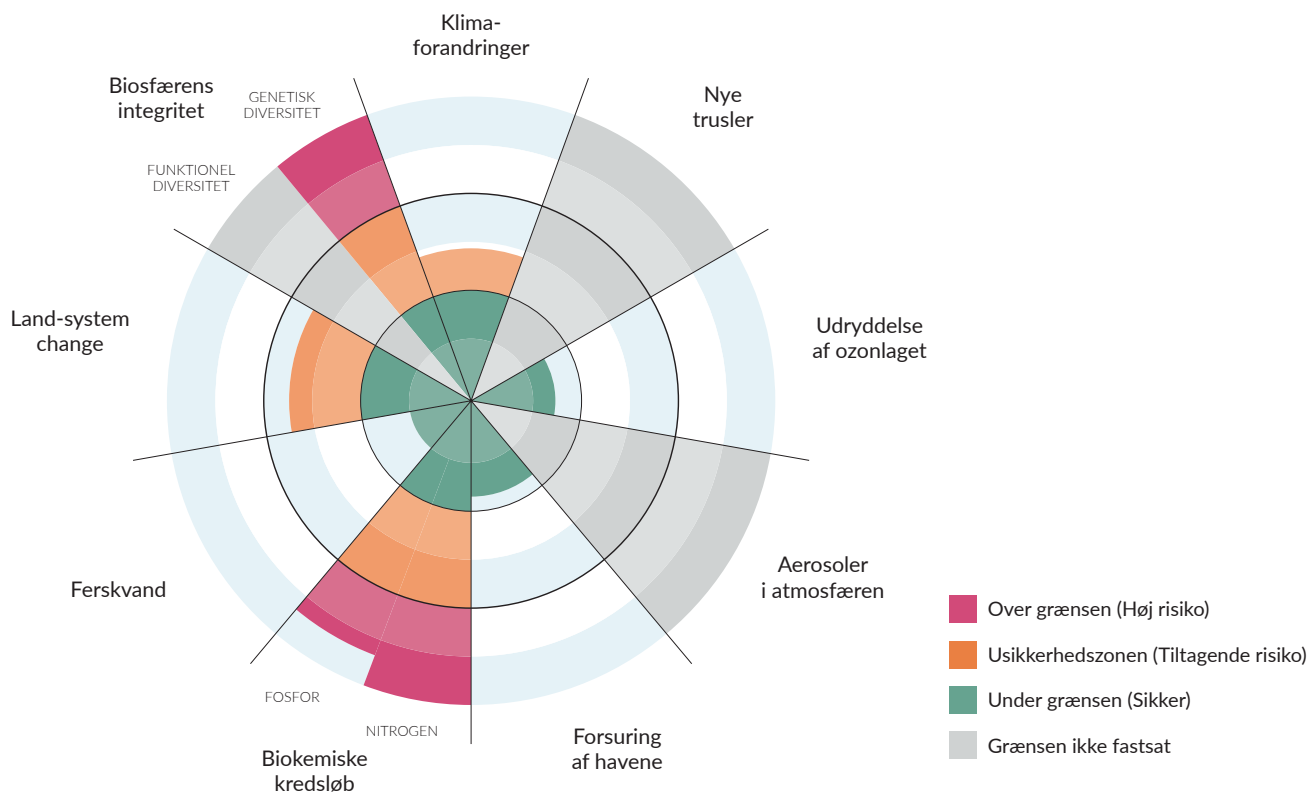 Klima-
forandringer
Nye
trusler
Udryddelse
af ozonlaget
Aerosoler
i atmosfæren
Forsuring
af havene
Biokemiske
kredsløb
NITROGEN
FOSFOR
Ferskvand
Land-system
change
Biosfærens
integritet
FUNKTIONEL
DIVERSITET
GENETISK
DIVERSITET
Over grænsen (Høj risiko)
Usikkerhedszonen (Tiltagende risiko)
Under grænsen (Sikker)
Grænsen ikke fastsat